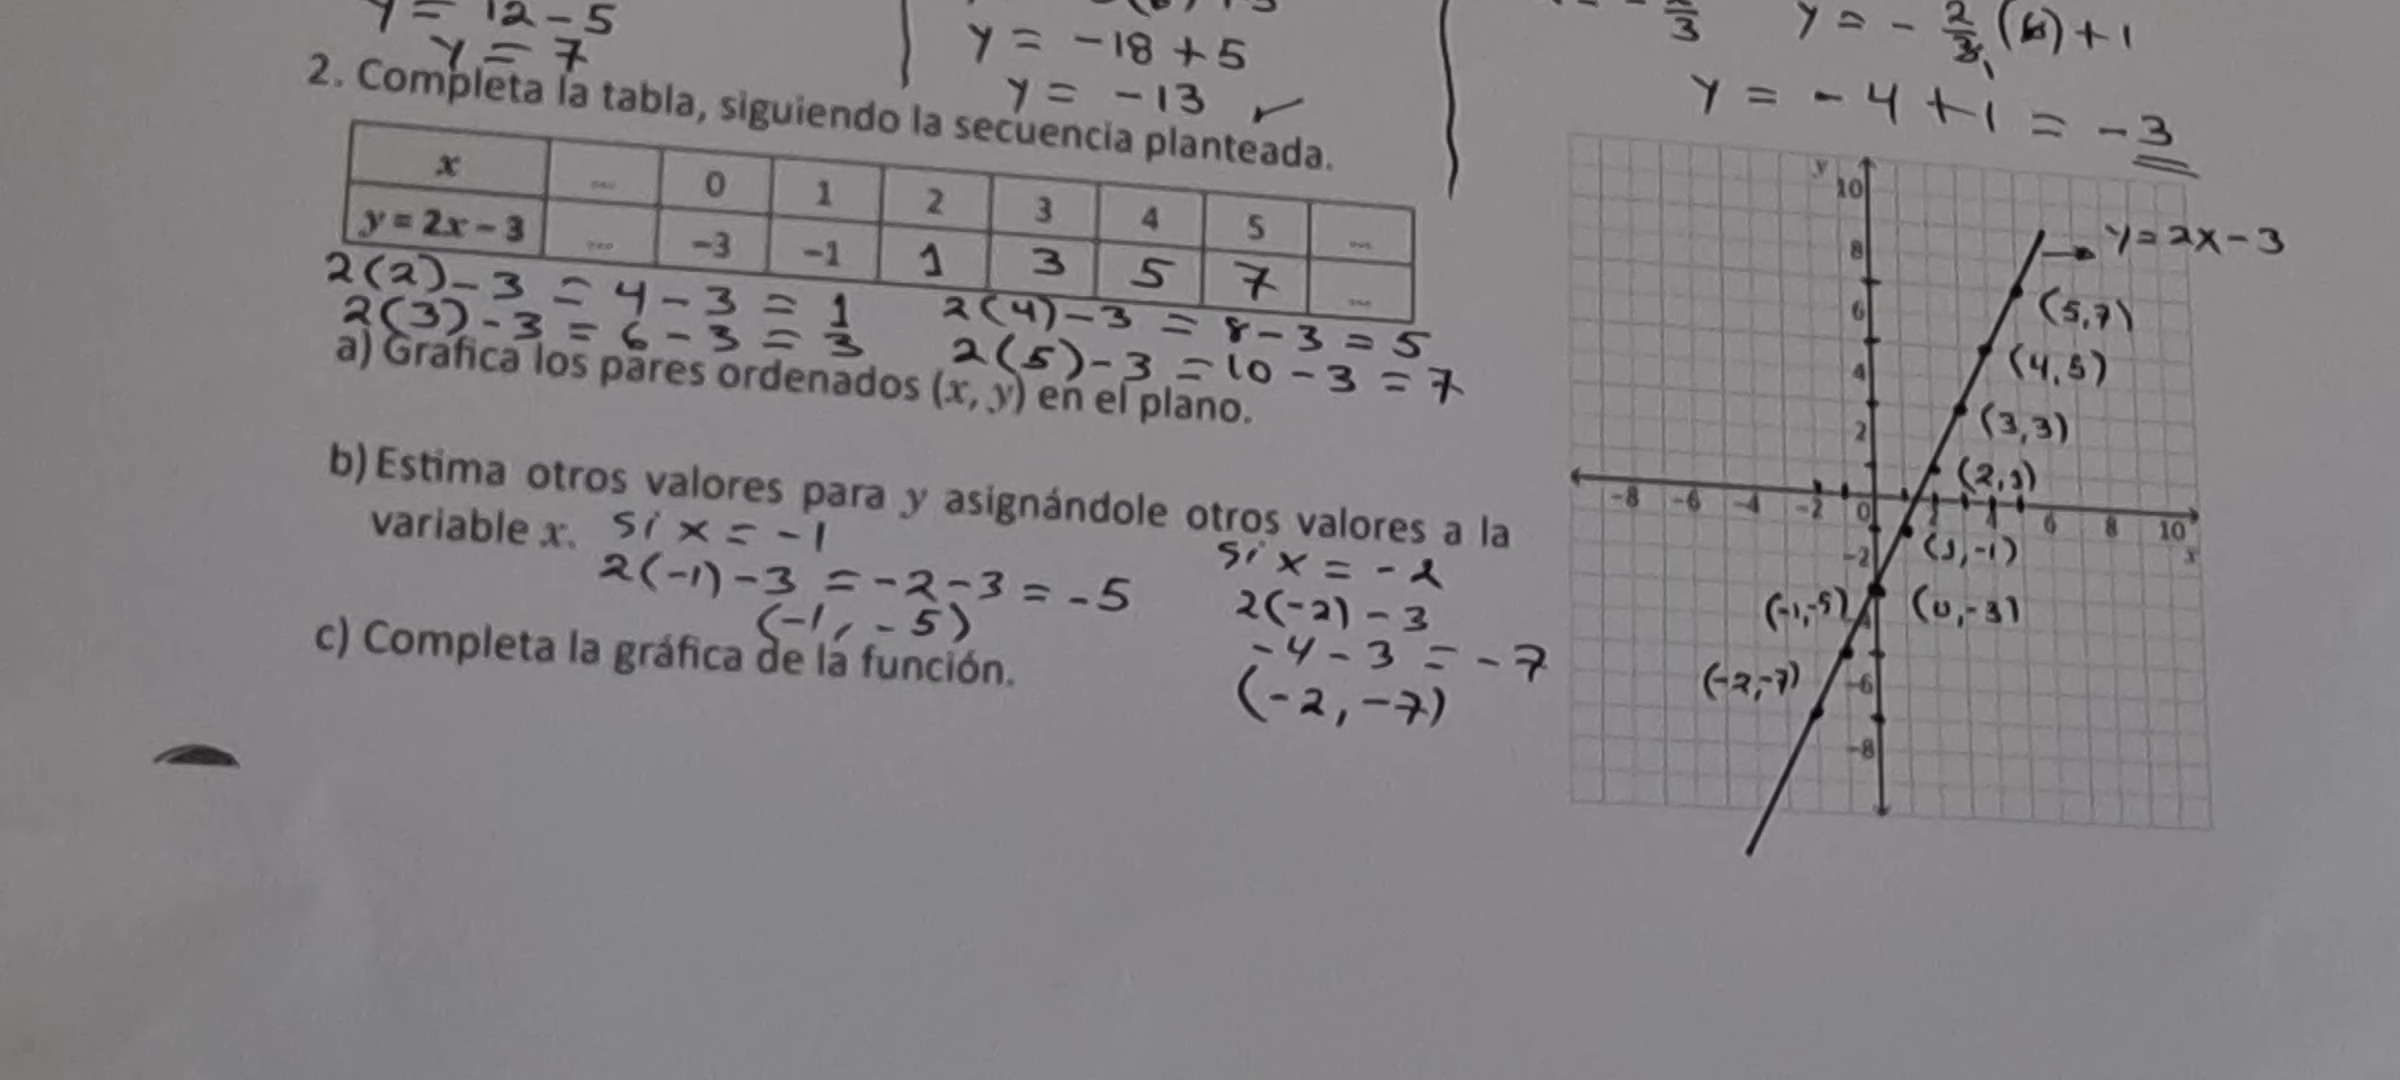 y = 12 - 5
y = 7
y = -18 + 5
y = -13 ✓
y = - 2/3 (6) + 1
y = - 4 + 1 = -3
2. Completa la tabla, siguiendo la secuencia planteada.
x ... 0 1 2 3 4 5 ...
y = 2x - 3 ... -3 -1 1 3 5 7 ...
2(2) - 3 = 4 - 3 = 1
2(3) - 3 = 6 - 3 = 3
2(4) - 3 = 8 - 3 = 5
2(5) - 3 = 10 - 3 = 7
a) Grafica los pares ordenados (x, y) en el plano.
b) Estima otros valores para y asignándole otros valores a la
variable x.
si x = -1
2(-1) - 3 = -2 - 3 = -5
(-1, -5)
si x = -2
2(-2) - 3
-4 - 3 = -7
(-2, -7)
c) Completa la gráfica de la función.
y
10
8
6
4
2
-8 -6 -4 -2 0 2 4 6 8 10
x
-2
-6
-8
y = 2x - 3
(5,7)
(4,5)
(3,3)
(2,1)
(1,-1)
(0,-3)
(-1,-5)
(-2,-7)